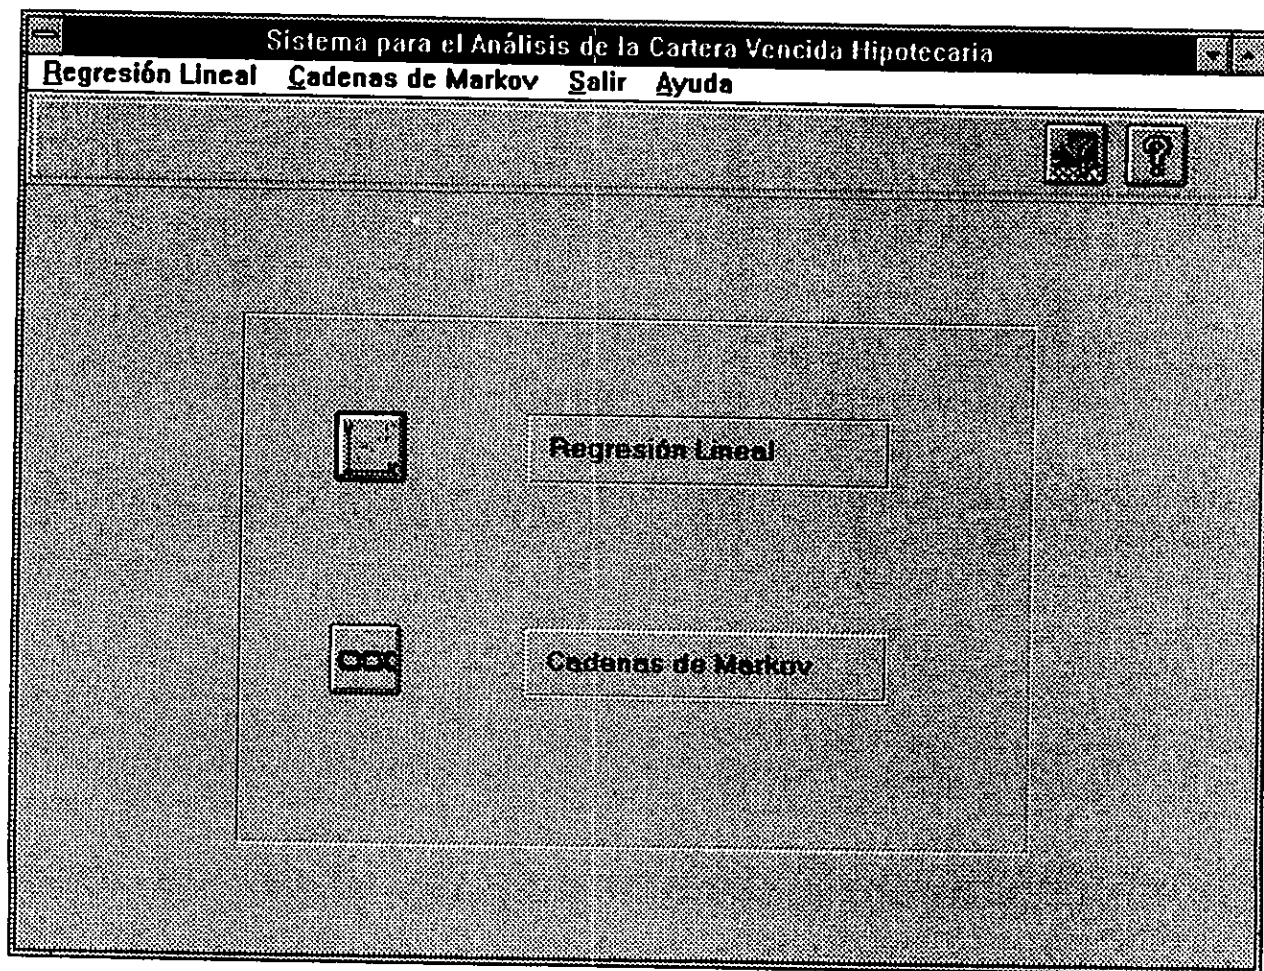 Sistema para el Análisis de la Cartera Vencida Hipotecaria
Regresión Lineal Cadenas de Markov Salir Ayuda
?
Regresión Lineal
Cadenas de Markov